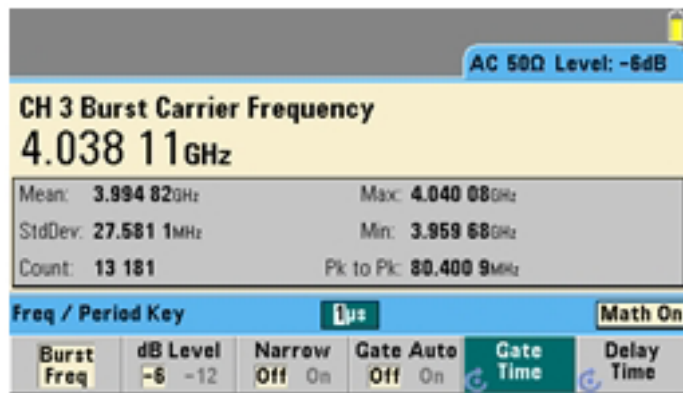 AC 50Ω Level: -6dB
CH 3 Burst Carrier Frequency
4.038 11GHz
Mean: 3.994 82GHz Max: 4.040 08GHz
StdDev: 27.581 1MHz Min: 3.959 68GHz
Count: 13 181 Pk to Pk: 80.400 9MHz
Freq / Period Key 1µs Math On
Burst Freq dB Level -6 -12 Narrow Off On Gate Auto Off On Gate Time Delay Time